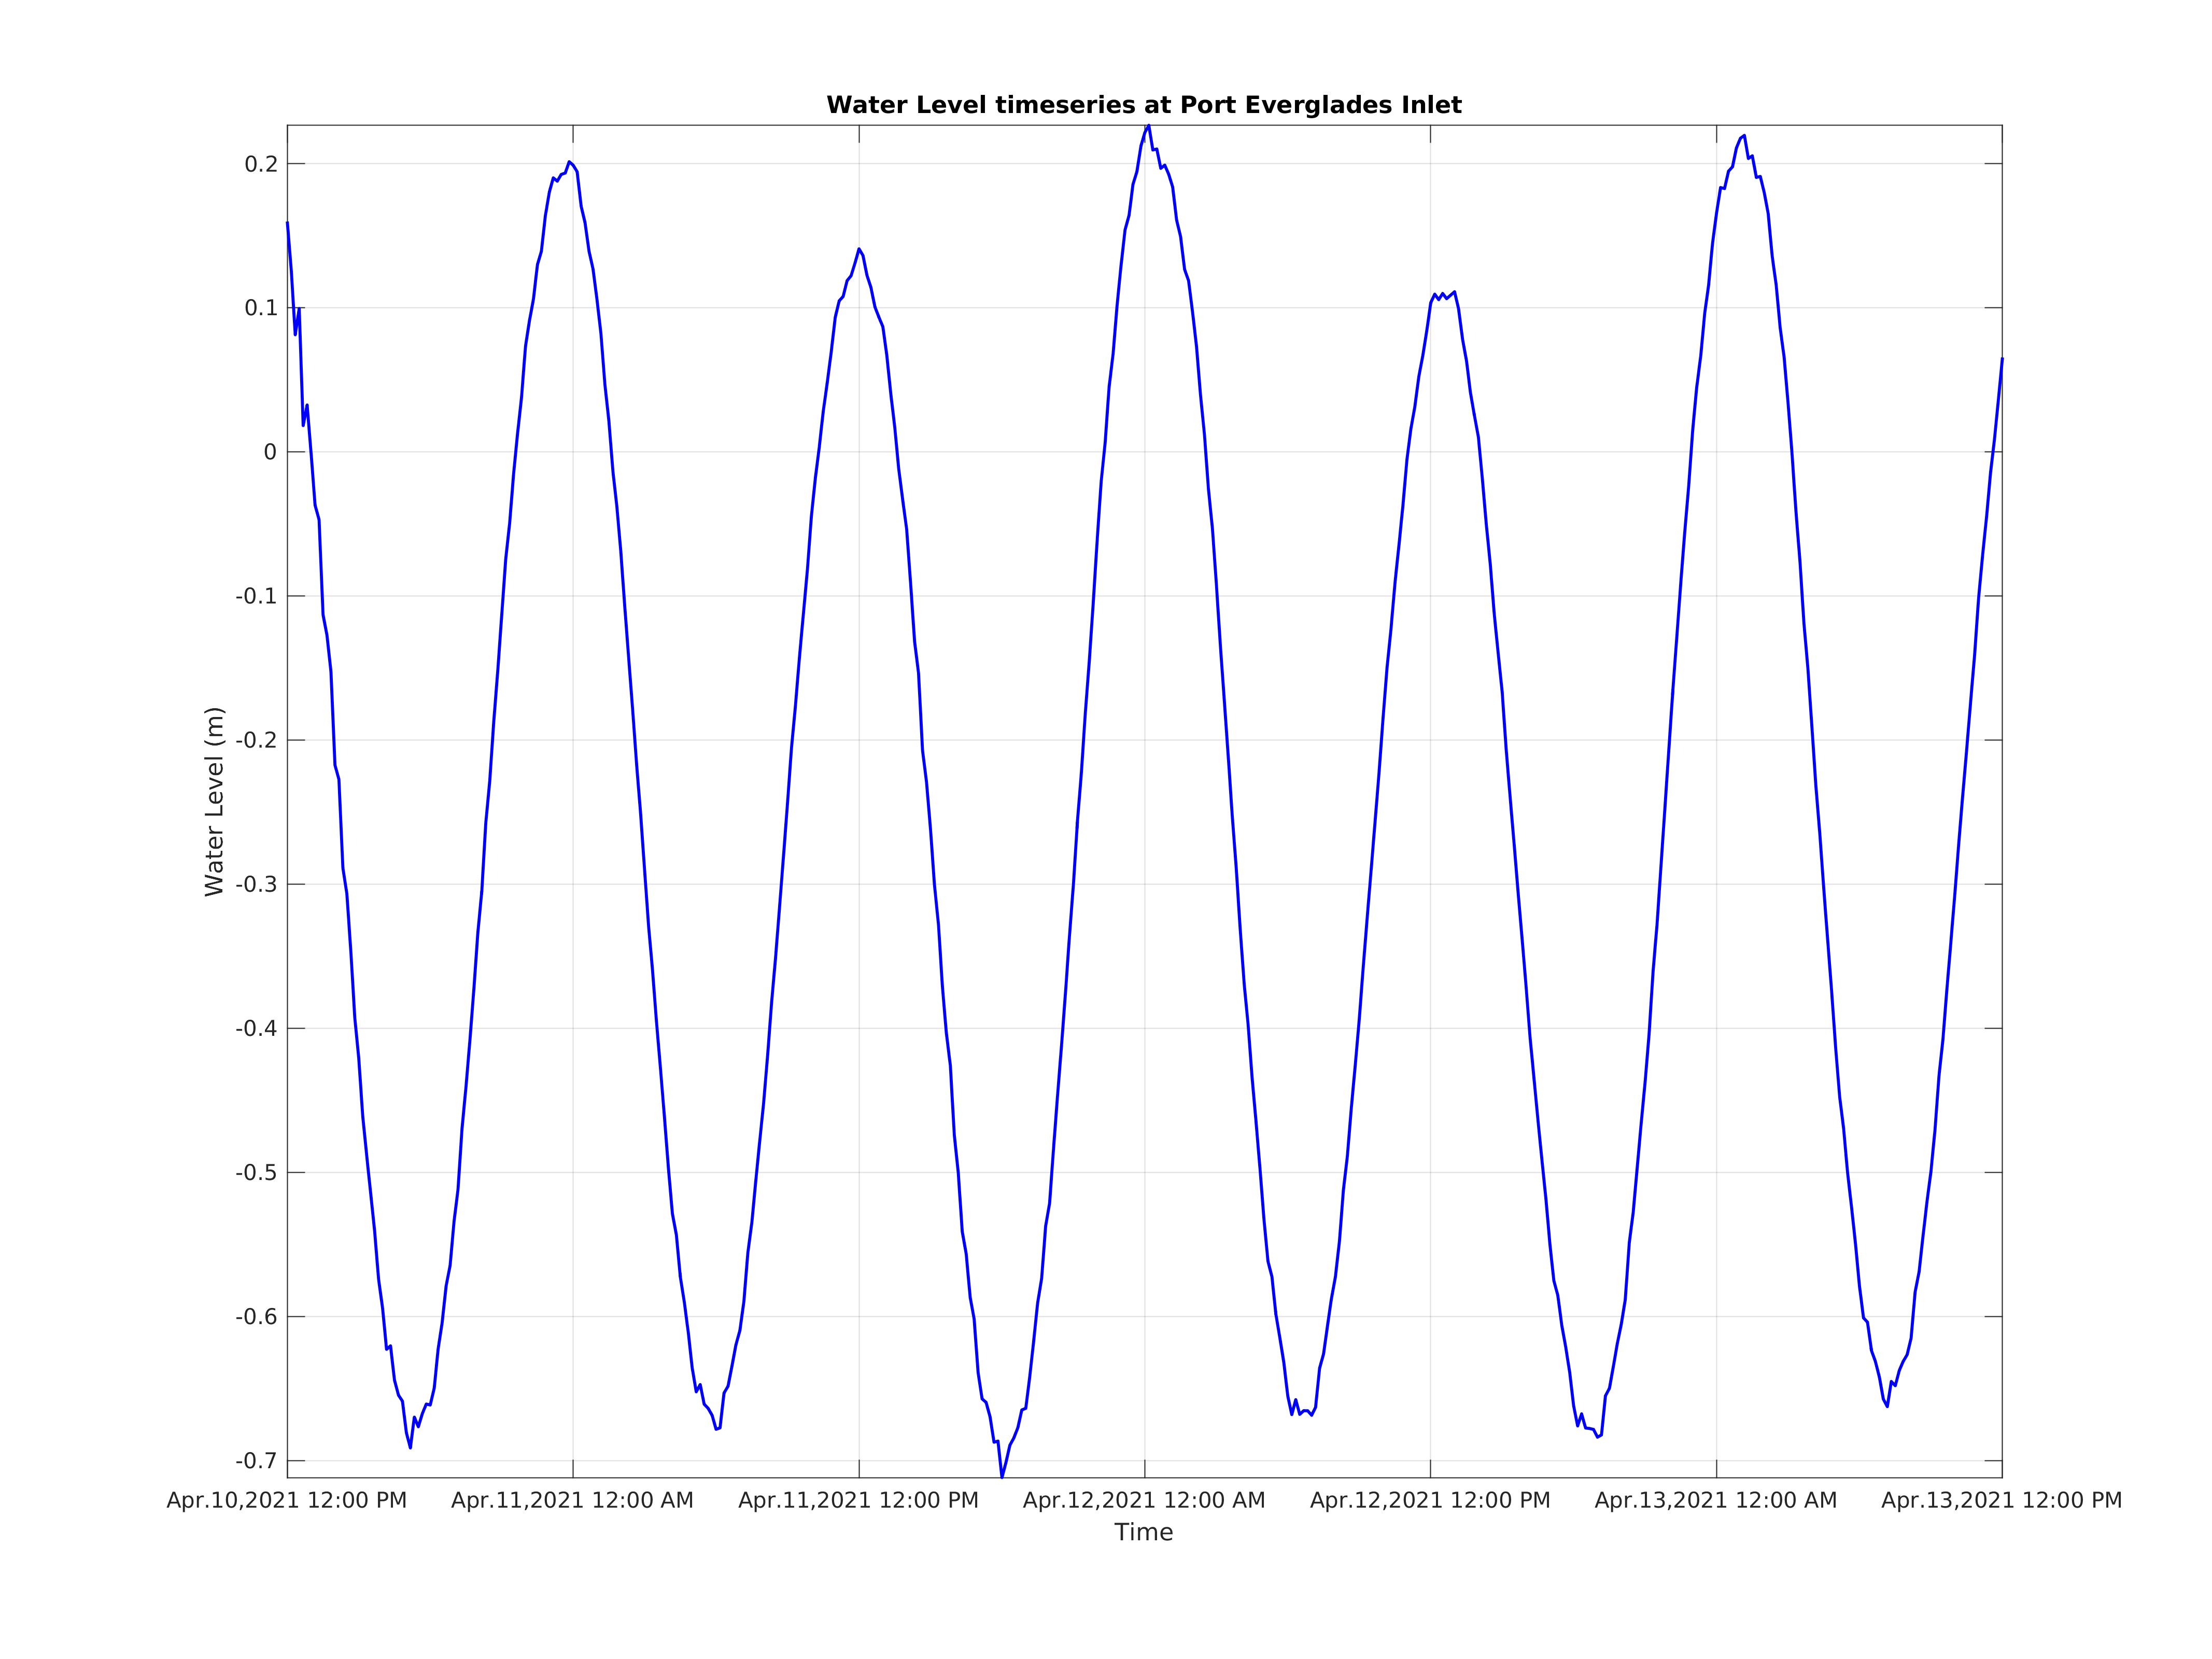 Water Level timeseries at Port Everglades Inlet
0.2
0.1
0
-0.1
-0.2
-0.3
-0.4
-0.5
-0.6
-0.7
Water Level (m)
Apr.10,2021 12:00 PM Apr.11,2021 12:00 AM Apr.11,2021 12:00 PM Apr.12,2021 12:00 AM Apr.12,2021 12:00 PM Apr.13,2021 12:00 AM Apr.13,2021 12:00 PM
Time